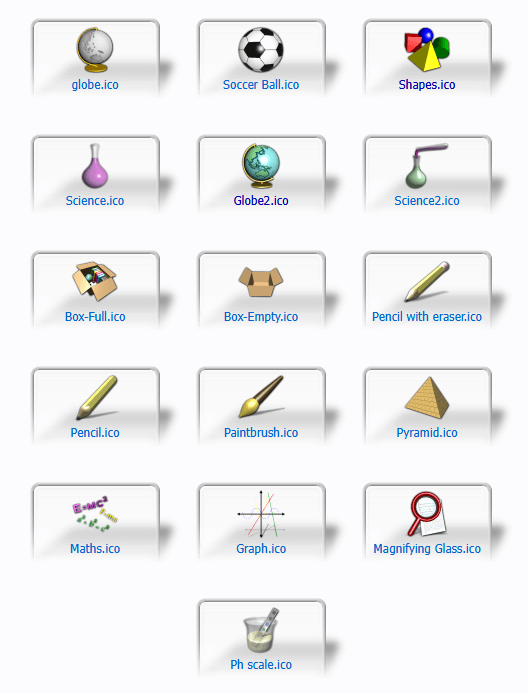 globe.ico
Soccer Ball.ico
Shapes.ico
Science.ico
Globe2.ico
Science2.ico
Box-Full.ico
Box-Empty.ico
Pencil with eraser.ico
Pencil.ico
Paintbrush.ico
Pyramid.ico
E=MC²
Maths.ico
Graph.ico
Magnifying Glass.ico
Ph scale.ico